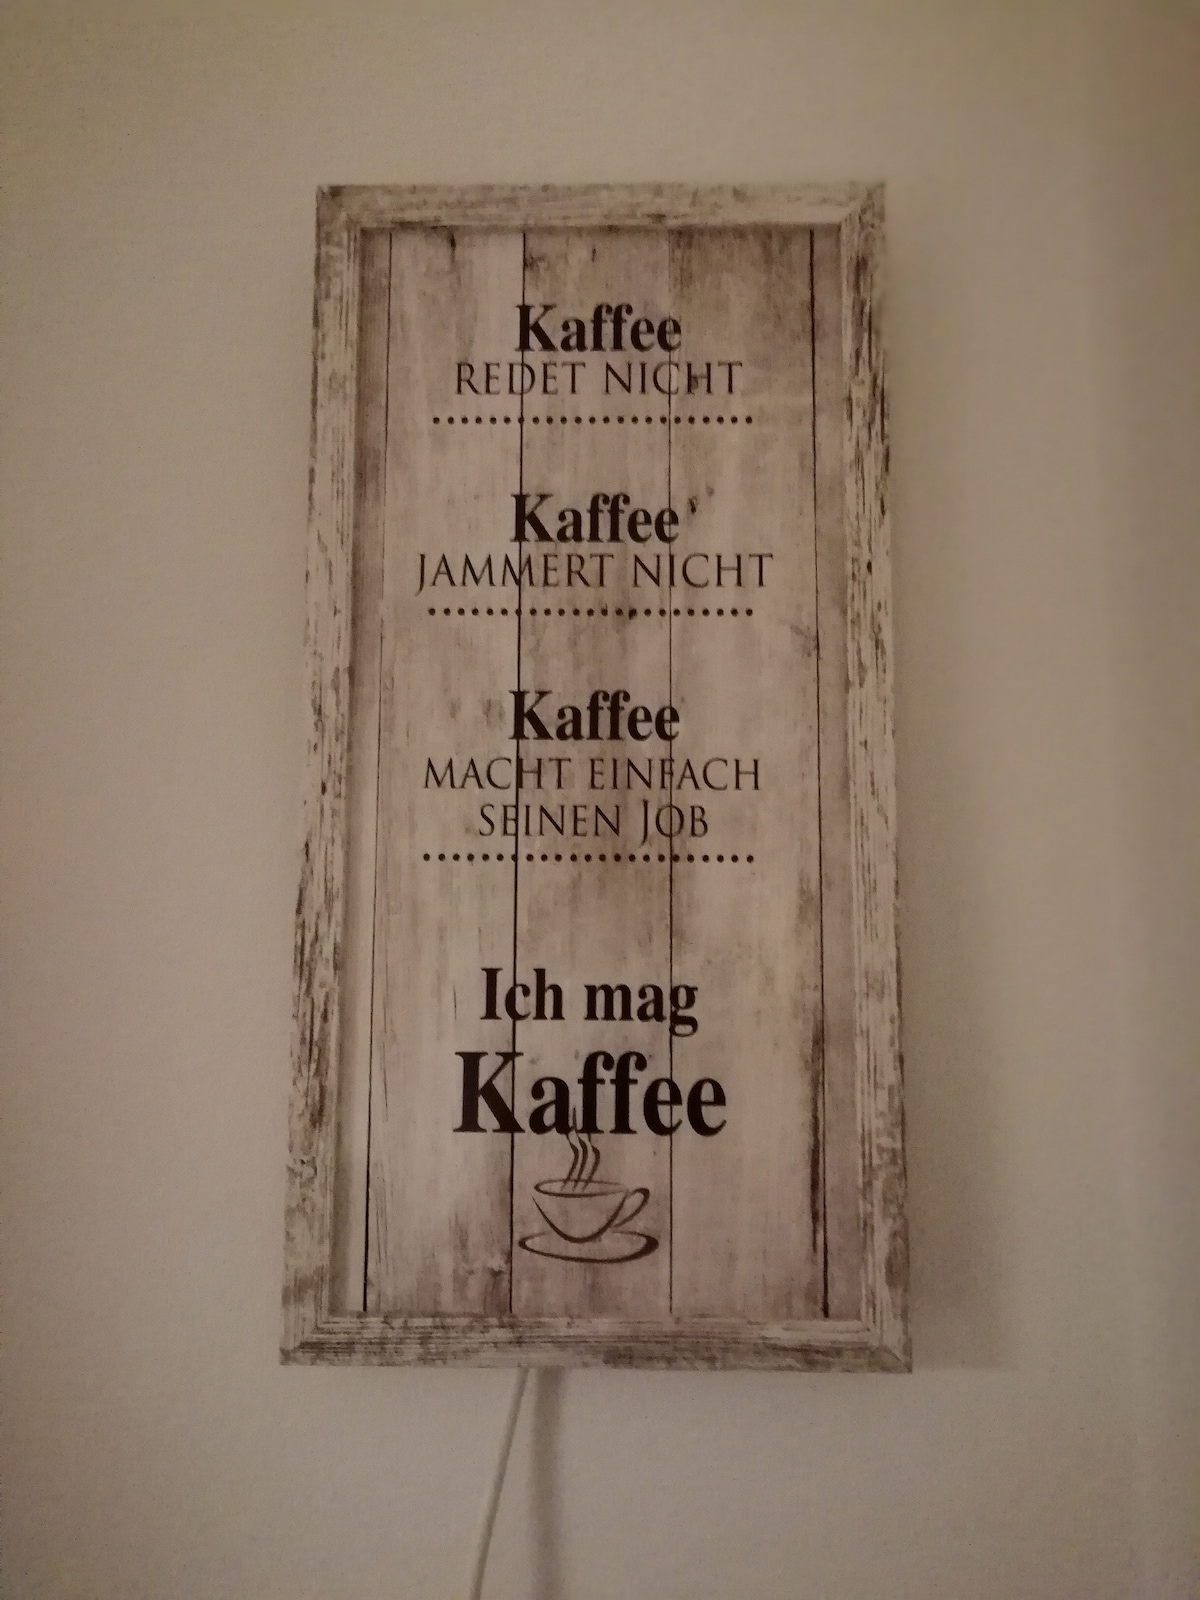 Kaffee
REDET NICHT
Kaffee
JAMMERT NICHT
Kaffee
MACHT EINFACH
SEINEN JOB
Ich mag
Kaffee